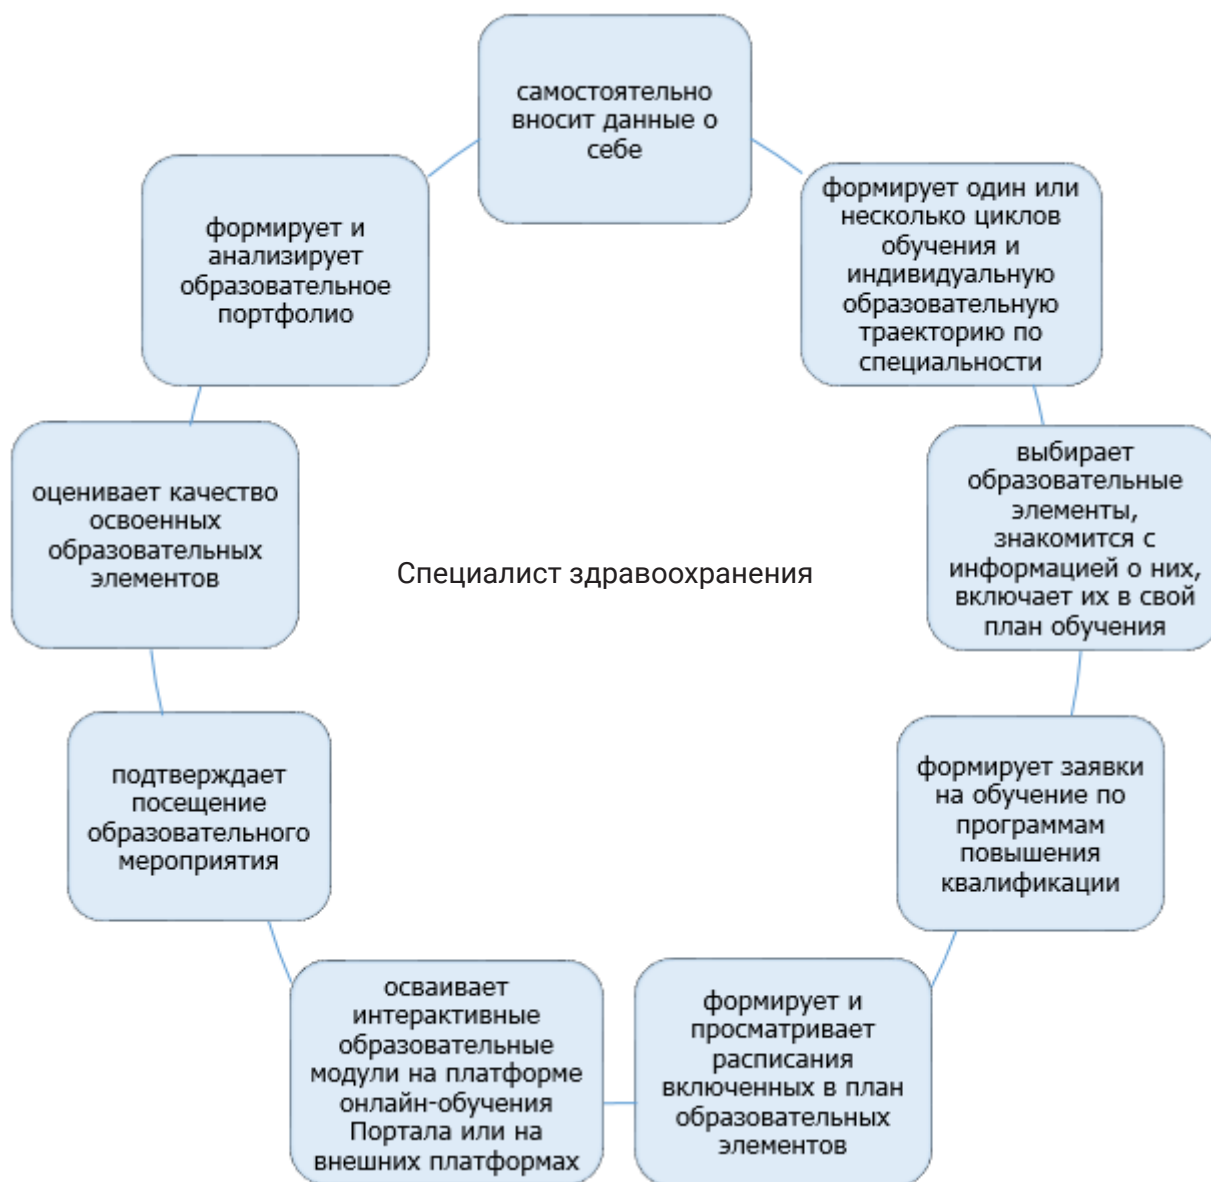 самостоятельно
вносит данные о
себе
формирует один или
несколько циклов
обучения и
индивидуальную
образовательную
траекторию по
специальности
выбирает
образовательные
элементы,
знакомится с
информацией о них,
включает их в свой
план обучения
формирует заявки
на обучение по
программам
повышения
квалификации
формирует и
просматривает
расписания
включенных в план
образовательных
элементов
осваивает
интерактивные
образовательные
модули на платформе
онлайн-обучения
Портала или на
внешних платформах
подтверждает
посещение
образовательного
мероприятия
оценивает качество
освоенных
образовательных
элементов
формирует и
анализирует
образовательное
портфолио
Специалист здравоохранения